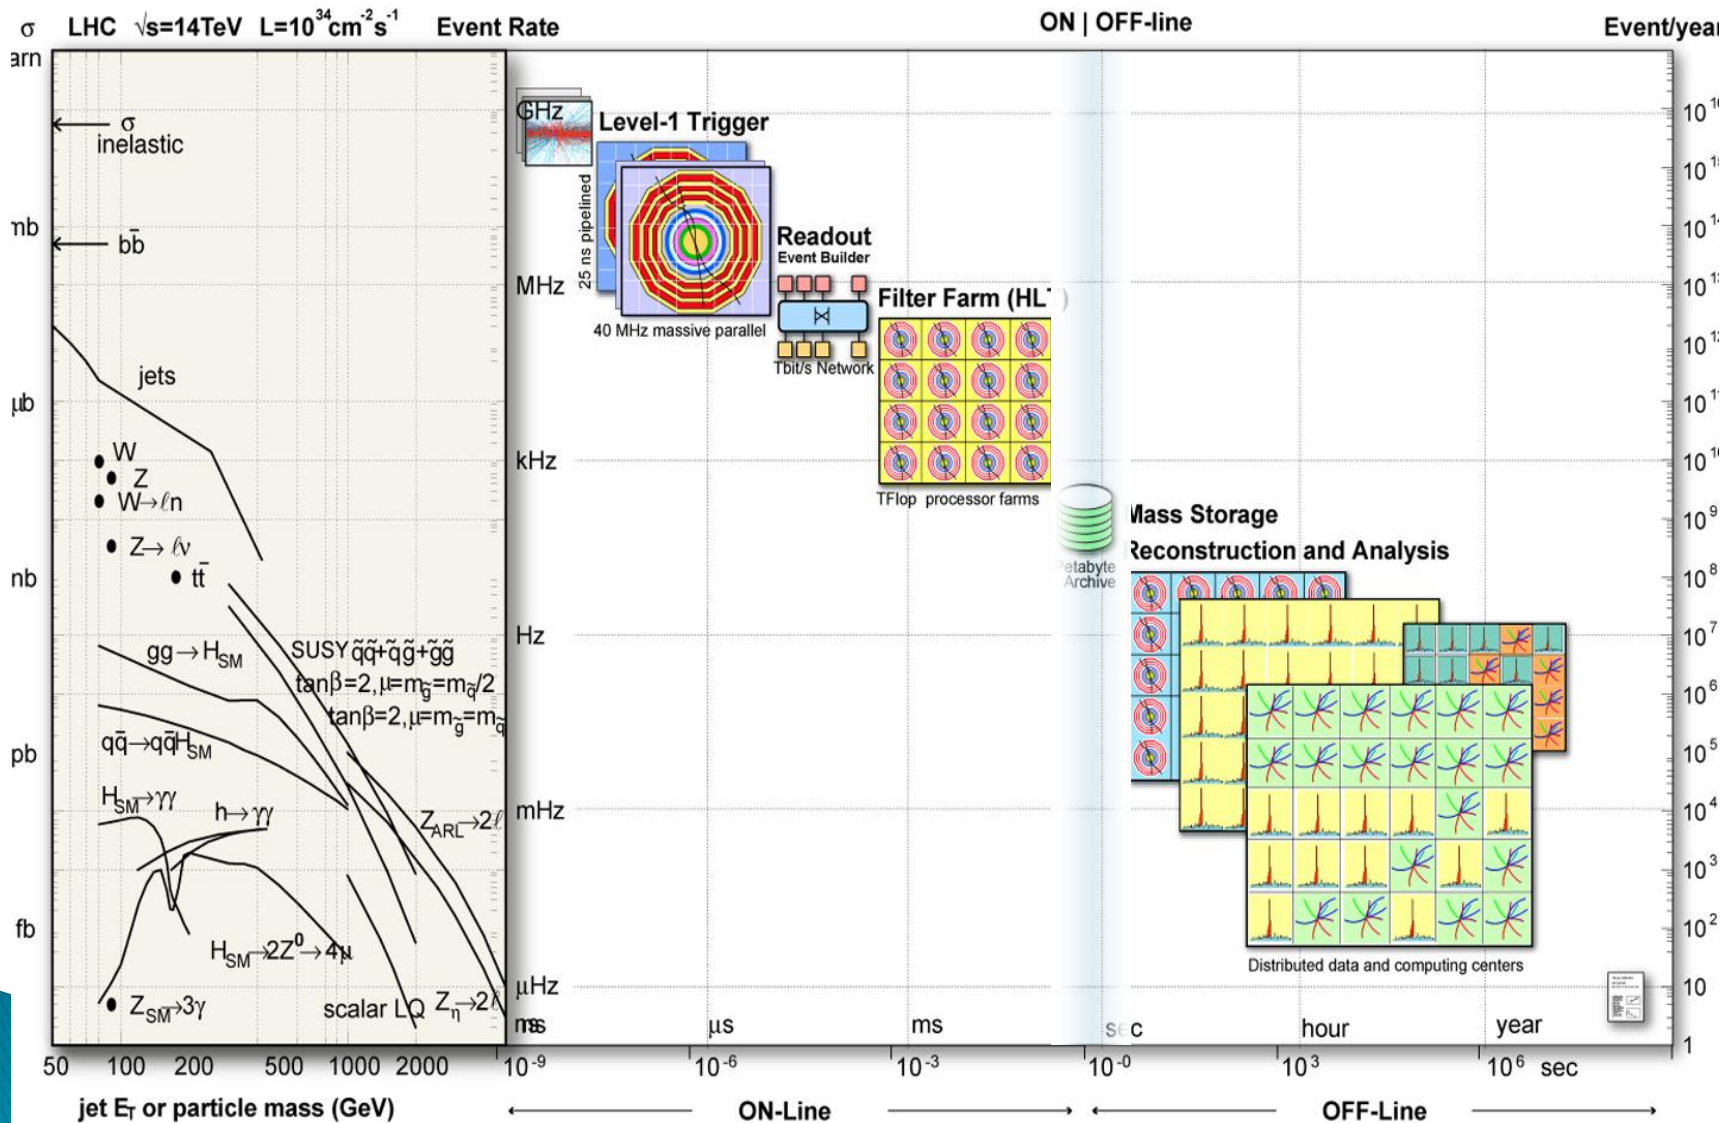 σ LHC √s=14TeV L=10³⁴cm⁻²s⁻¹ Event Rate
ON | OFF-line
Event/year
arn
σ
inelastic
mb
bb̄
jets
μb
W
Z
W→ℓn
Z→ ℓν
nb
tt̄
gg→H_SM
SUSY q̃q̃+q̃g̃+g̃g̃
tanβ=2,μ=m_g̃=m_q̃/2
tanβ=2,μ=m_g̃=m_q̃
qq̄→qq̄H_SM
pb
H_SM→γγ
h→γγ
Z_ARL→2ℓ
fb
H_SM→2Z⁰→4μ
Z_SM→3γ
scalar LQ
Z_η→2ℓ
50 100 200 500 1000 2000
jet E_T or particle mass (GeV)
GHz
MHz
kHz
Hz
mHz
μHz
Level-1 Trigger
25 ns pipelined
40 MHz massive parallel
Readout
Event Builder
Tbit/s Network
Filter Farm (HLT)
TFlop processor farms
Petabyte
Archive
Mass Storage
Reconstruction and Analysis
Distributed data and computing centers
10¹⁶
10¹⁵
10¹⁴
10¹³
10¹²
10¹¹
10¹⁰
10⁹
10⁸
10⁷
10⁶
10⁵
10⁴
10³
10²
10
1
ns μs ms sec hour year
10⁻⁹ 10⁻⁶ 10⁻³ 10⁻⁰ 10³ 10⁶ sec
ON-Line OFF-Line